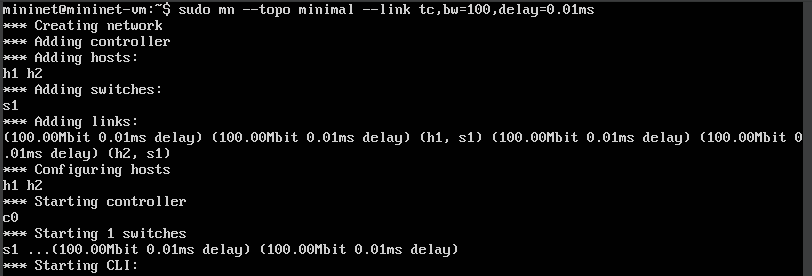 mininet@mininet-vm:~$ sudo mn --topo minimal --link tc,bw=100,delay=0.01ms
*** Creating network
*** Adding controller
*** Adding hosts:
h1 h2
*** Adding switches:
s1
*** Adding links:
(100.00Mbit 0.01ms delay) (100.00Mbit 0.01ms delay) (h1, s1) (100.00Mbit 0.01ms delay) (100.00Mbit 0
.01ms delay) (h2, s1)
*** Configuring hosts
h1 h2
*** Starting controller
c0
*** Starting 1 switches
s1 ...(100.00Mbit 0.01ms delay) (100.00Mbit 0.01ms delay)
*** Starting CLI: